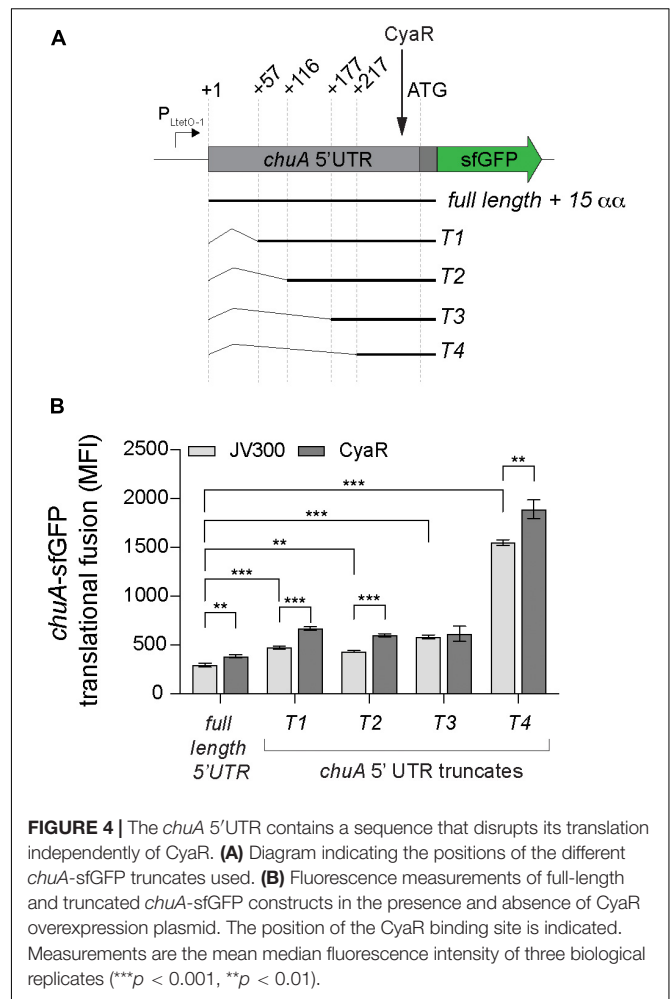 A
CyaR
+1
+57
+116
+177
+217
ATG
P LtetO-1
chuA 5'UTR
sfGFP
full length + 15 αα
T1
T2
T3
T4
B
chuA-sfGFP
translational fusion (MFI)
2500
2000
1500
1000
500
0
JV300
CyaR
***
***
**
***
**
***
***
**
full
length
5'UTR
T1
T2
T3
T4
chuA 5' UTR truncates
FIGURE 4 | The chuA 5′UTR contains a sequence that disrupts its translation
independently of CyaR. (A) Diagram indicating the positions of the different
chuA-sfGFP truncates used. (B) Fluorescence measurements of full-length
and truncated chuA-sfGFP constructs in the presence and absence of CyaR
overexpression plasmid. The position of the CyaR binding site is indicated.
Measurements are the mean median fluorescence intensity of three biological
replicates (***p < 0.001, **p < 0.01).